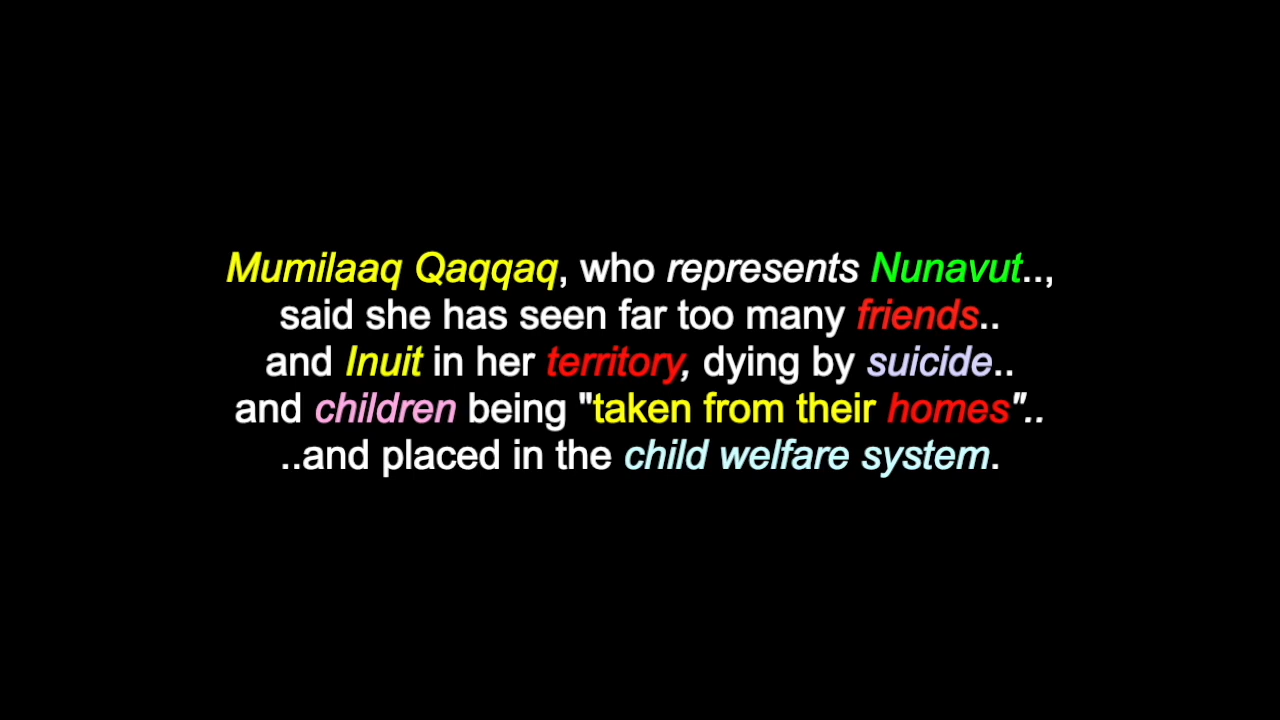 Mumilaaq Qaqqaq, who represents Nunavut..,
said she has seen far too many friends..
and Inuit in her territory, dying by suicide..
and children being "taken from their homes"..
..and placed in the child welfare system.